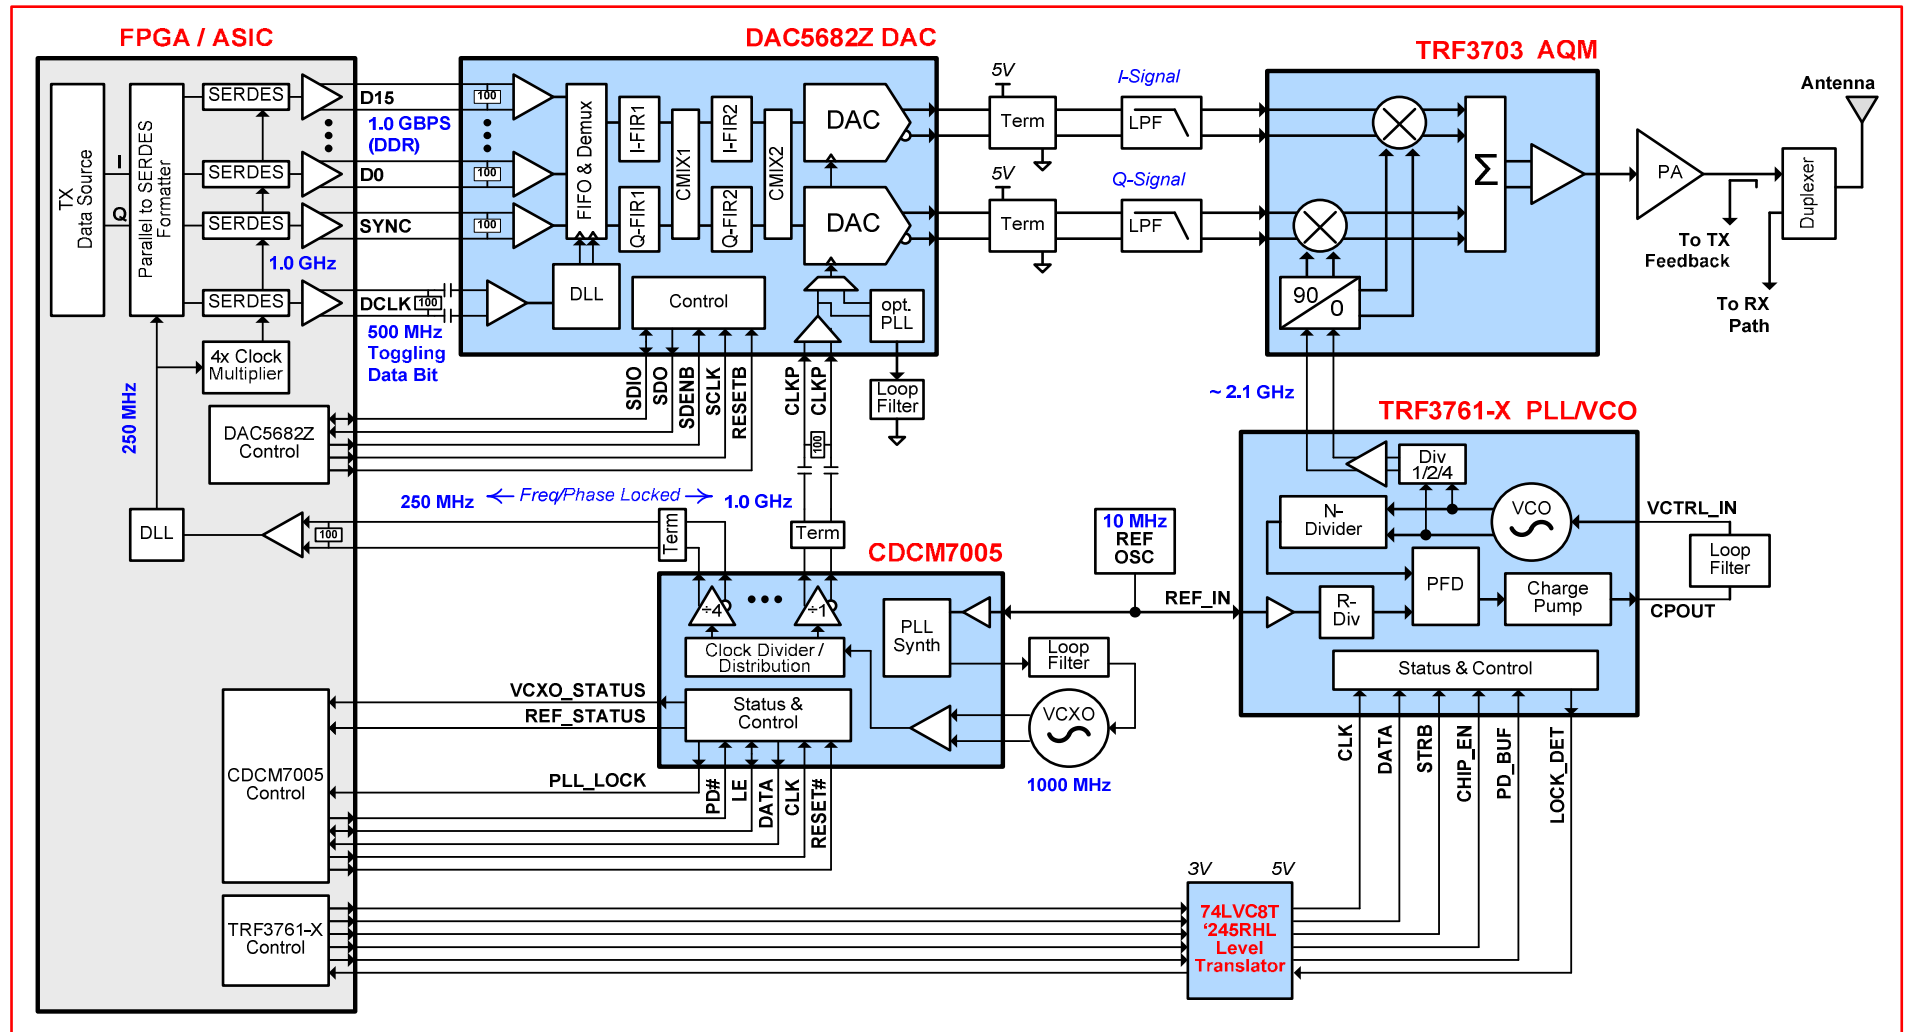 FPGA / ASIC
DAC5682Z DAC
TRF3703 AQM
TX
Data Source
I
Q
Parallel to SERDES
Formatter
SERDES
SERDES
SERDES
SERDES
1.0 GHz
4x Clock
Multiplier
250 MHz
DAC5682Z
Control
DLL
D15
1.0 GBPS
(DDR)
D0
SYNC
DCLK
500 MHz
Toggling
Data Bit
100
100
100
100
FIFO & Demux
I-FIR1
Q-FIR1
CMIX1
I-FIR2
Q-FIR2
CMIX2
DAC
DAC
DLL
Control
opt.
PLL
Loop
Filter
SDIO
SDO
SDENB
SCLK
RESETB
CLKP
CLKP
100
5V
Term
I-Signal
LPF
5V
Term
Q-Signal
LPF
90
0
Σ
PA
Antenna
Duplexer
To TX
Feedback
To RX
Path
~ 2.1 GHz
TRF3761-X PLL/VCO
Div
1/2/4
N-
Divider
VCO
VCTRL_IN
Loop
Filter
PFD
R-
Div
Charge
Pump
CPOUT
REF_IN
Status & Control
CLK
DATA
STRB
CHIP_EN
PD_BUF
LOCK_DET
250 MHz
Freq/Phase Locked
1.0 GHz
100
Term
Term
CDCM7005
10 MHz
REF
OSC
÷4
÷1
PLL
Synth
Clock Divider /
Distribution
Loop
Filter
VCXO
1000 MHz
Status &
Control
VCXO_STATUS
REF_STATUS
PLL_LOCK
PD#
LE
DATA
CLK
RESET#
CDCM7005
Control
TRF3761-X
Control
3V
5V
74LVC8T
‘245RHL
Level
Translator